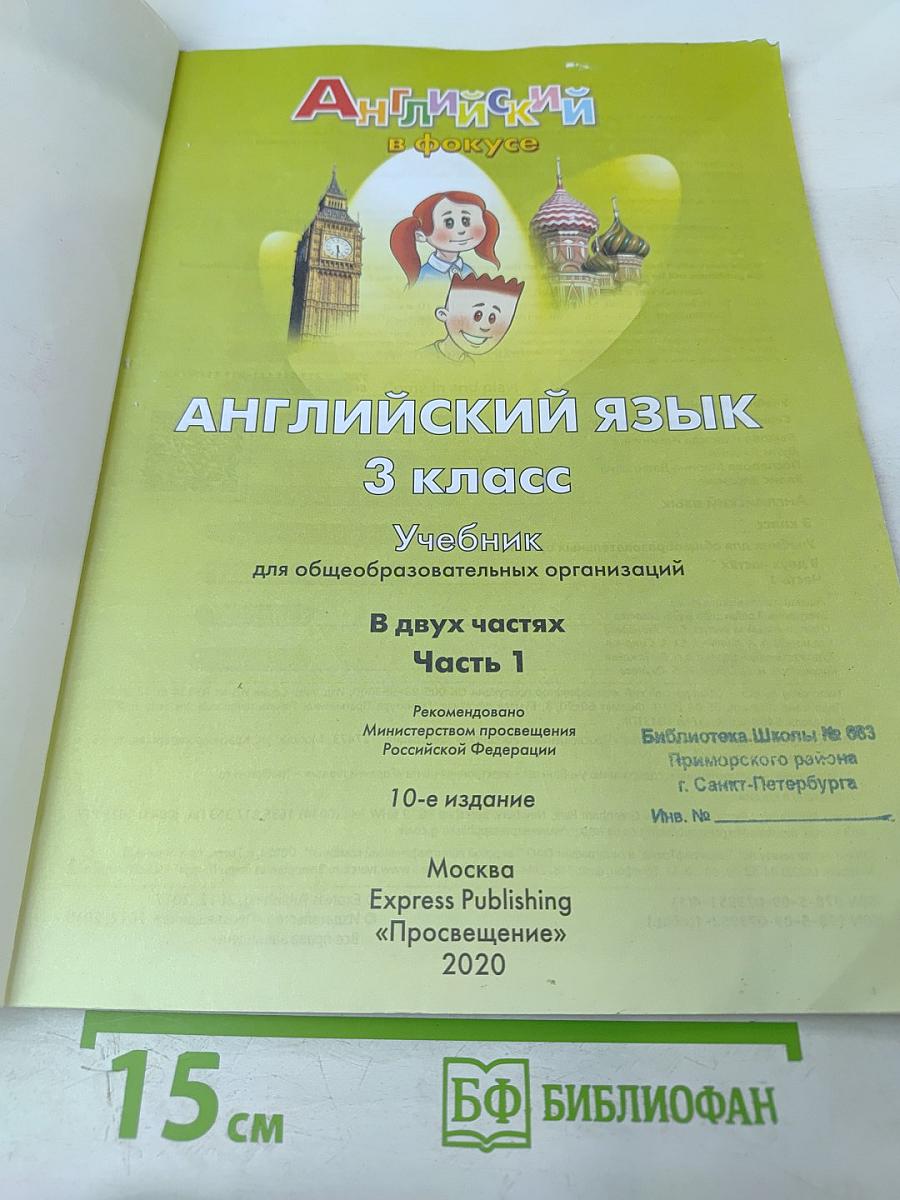 Английский
в фокусе
АНГЛИЙСКИЙ ЯЗЫК
3 класс
Учебник
для общеобразовательных организаций
В двух частях
Часть 1
Рекомендовано
Министерством просвещения
Российской Федерации
10-е издание
Библиотека Школы № 663
Приморского района
г. Санкт-Петербурга
Инв. №
Москва
Express Publishing
«Просвещение»
2020
15 см
БФ БИБЛИОФАН